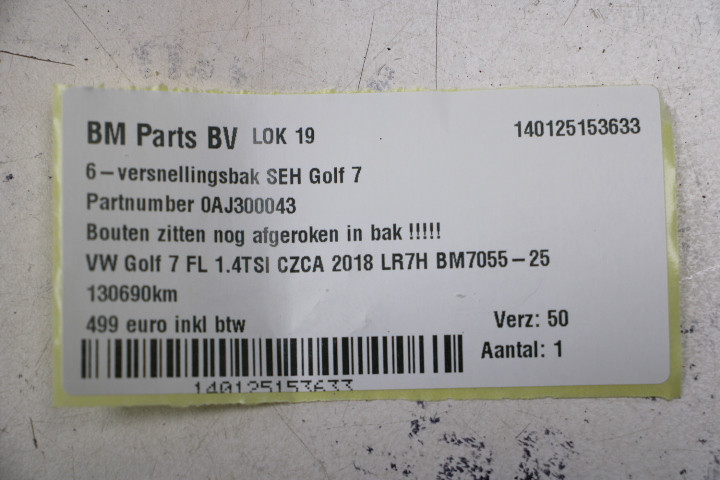 BM Parts BV LOK 19 140125153633
6-versnellingsbak SEH Golf 7
Partnumber 0AJ300043
Bouten zitten nog afgeroken in bak !!!!!
VW Golf 7 FL 1.4TSI CZCA 2018 LR7H BM7055-25
130690km
499 euro inkl btw Verz: 50
Aantal: 1
140125153633